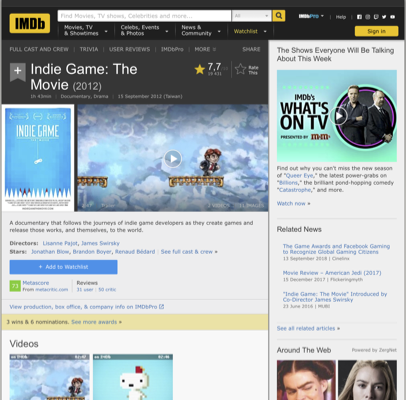 IMDb
Find Movies, TV shows, Celebrities and more...
All
IMDbPro
Help
Movies, TV & Showtimes
Celebs, Events & Photos
News & Community
Watchlist
Sign in
FULL CAST AND CREW | TRIVIA | USER REVIEWS | IMDbPro | MORE
SHARE
Indie Game: The Movie (2012)
7,7
Rate This
1h 43min | Documentary, Drama | 15 September 2012 (Taiwan)
INDIE GAME
A documentary that follows the journeys of indie game developers as they create games and
release those works, and themselves, to the world.
Directors: Lisanne Pajot, James Swirsky
Stars: Jonathan Blow, Brandon Boyer, Renaud Bédard | See full cast & crew »
+ Add to Watchlist
Metascore
From metacritic.com
Reviews
31 user | 50 critic
View production, box office, & company info on IMDbPro
3 wins & 6 nominations. See more awards »
Videos
The Shows Everyone Will Be Talking
About This Week
IMDb's
WHAT'S
ON TV
PRESENTED BY
Find out why you can't miss the new season
of "Queer Eye," the latest power-grabs on
"Billions," the brilliant pond-hopping comedy
"Catastrophe," and more.
Watch now »
Related News
The Game Awards and Facebook Gaming
to Recognize Global Gaming Citizens
13 September 2018 | Cinelinx
Movie Review – American Jedi (2017)
15 December 2017 | Flickeringmyth
"Indie Game: The Movie" Introduced by
Co-Director James Swirsky
23 June 2016 | MUBI
See all related articles »
Around The Web
Powered by ZergNet